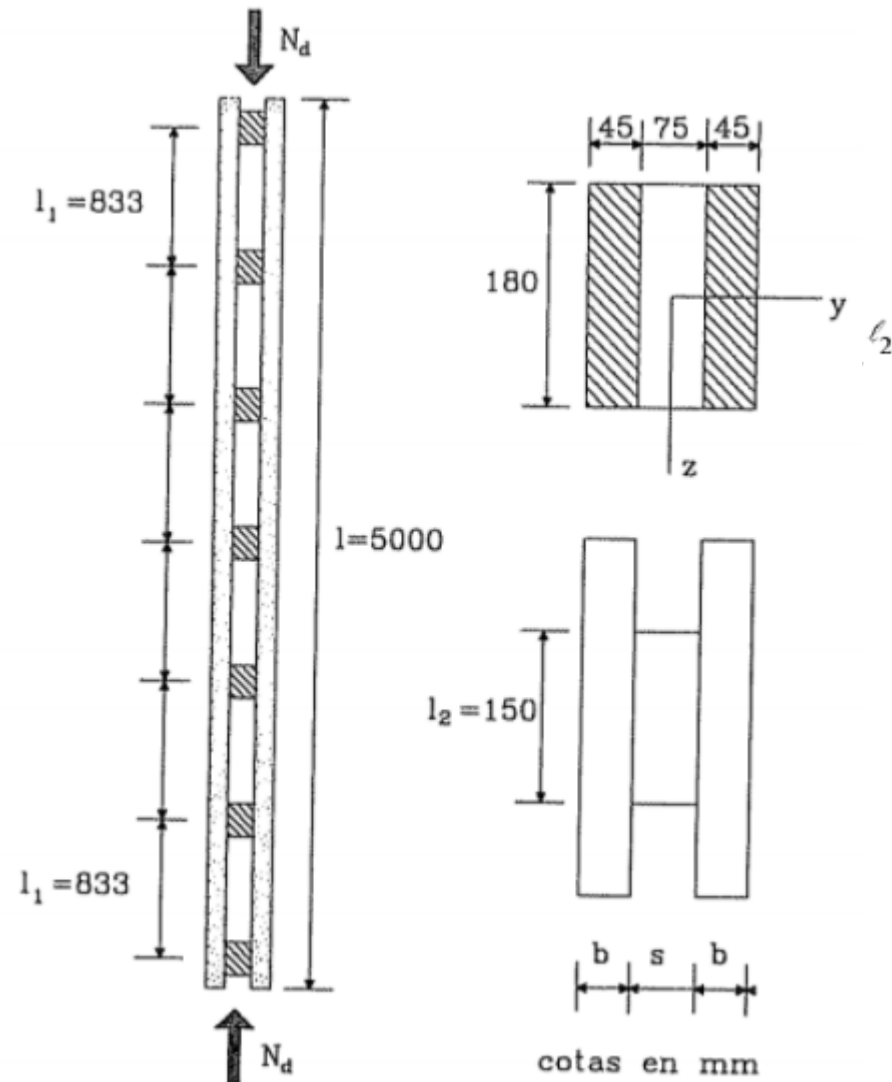 N_d
45 75 45
l_1 = 833
180
y
ℓ_2
z
l=5000
l_2 = 150
l_1 = 833
b s b
N_d
cotas en mm